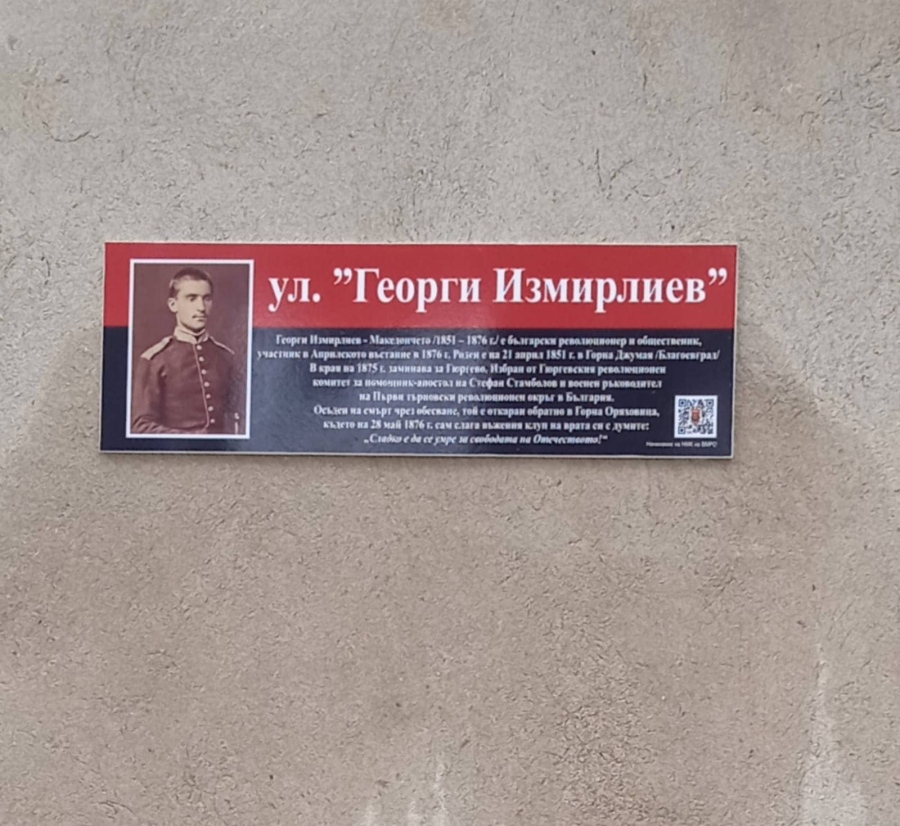 ул. ”Георги Измирлиев”
Георги Измирлиев - Македончето /1851 – 1876 г./ е български революционер и общественик,
участник в Априлското въстание в 1876 г. Роден е на 21 април 1851 г. в Горна Джумая /Благоевград/
В края на 1875 г. заминава за Гюргево. Избран от Гюргевския революционен
комитет за помощник-апостол на Стефан Стамболов и военен ръководител
на Първи търновски революционен окръг в България.
Осъден на смърт чрез обесване, той е откаран обратно в Горна Оряховица,
където на 28 май 1876 г. сам слага въжения клуп на врата си с думите:
„Сладко е да се умре за свободата на Отечеството!“
на ВМРО